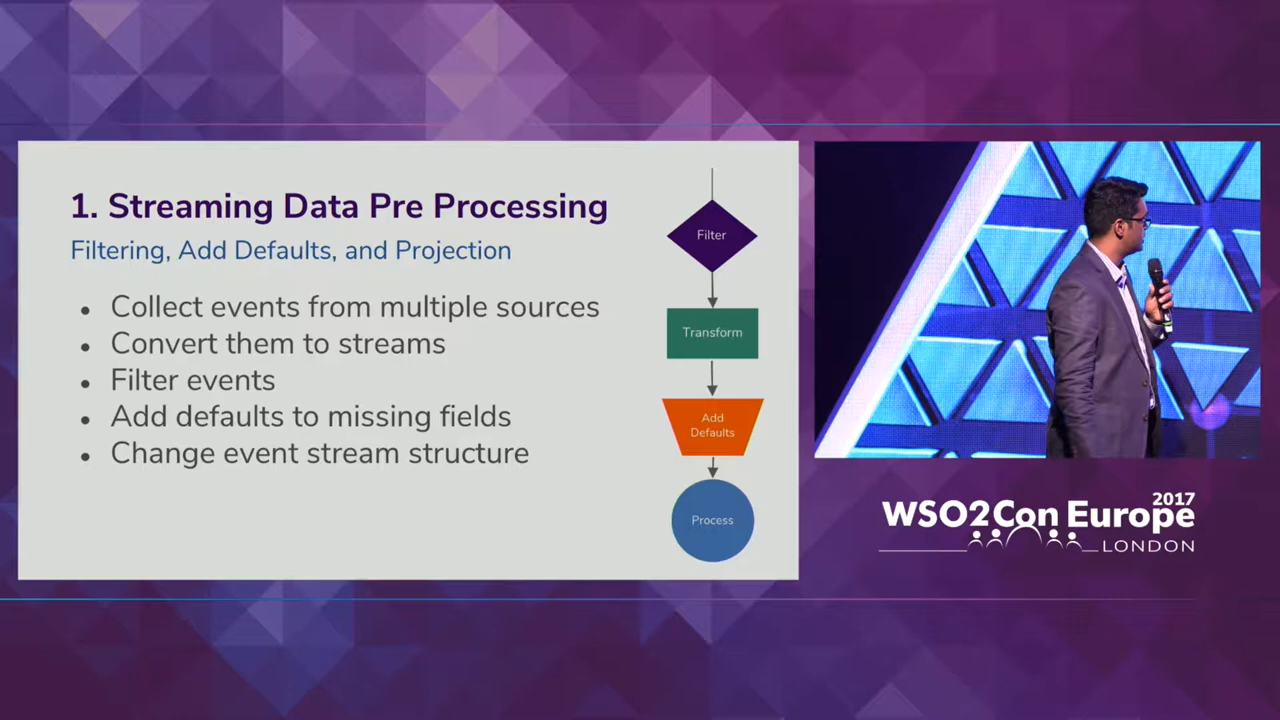 1. Streaming Data Pre Processing
Filtering, Add Defaults, and Projection
• Collect events from multiple sources
• Convert them to streams
• Filter events
• Add defaults to missing fields
• Change event stream structure
Filter
Transform
Add
Defaults
Process
2017
WSO2Con Europe
LONDON